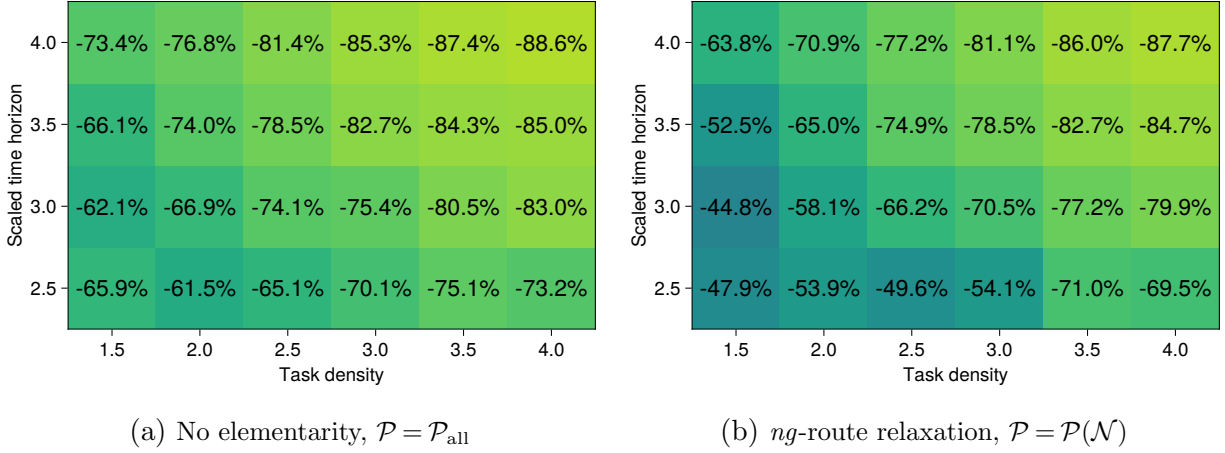 4.0 -73.4% -76.8% -81.4% -85.3% -87.4% -88.6%
3.5 -66.1% -74.0% -78.5% -82.7% -84.3% -85.0%
3.0 -62.1% -66.9% -74.1% -75.4% -80.5% -83.0%
2.5 -65.9% -61.5% -65.1% -70.1% -75.1% -73.2%
Scaled time horizon
1.5 2.0 2.5 3.0 3.5 4.0
Task density
(a) No elementarity, 𝒫 = 𝒫all
4.0 -63.8% -70.9% -77.2% -81.1% -86.0% -87.7%
3.5 -52.5% -65.0% -74.9% -78.5% -82.7% -84.7%
3.0 -44.8% -58.1% -66.2% -70.5% -77.2% -79.9%
2.5 -47.9% -53.9% -49.6% -54.1% -71.0% -69.5%
Scaled time horizon
1.5 2.0 2.5 3.0 3.5 4.0
Task density
(b) ng-route relaxation, 𝒫 = 𝒫(𝒩)